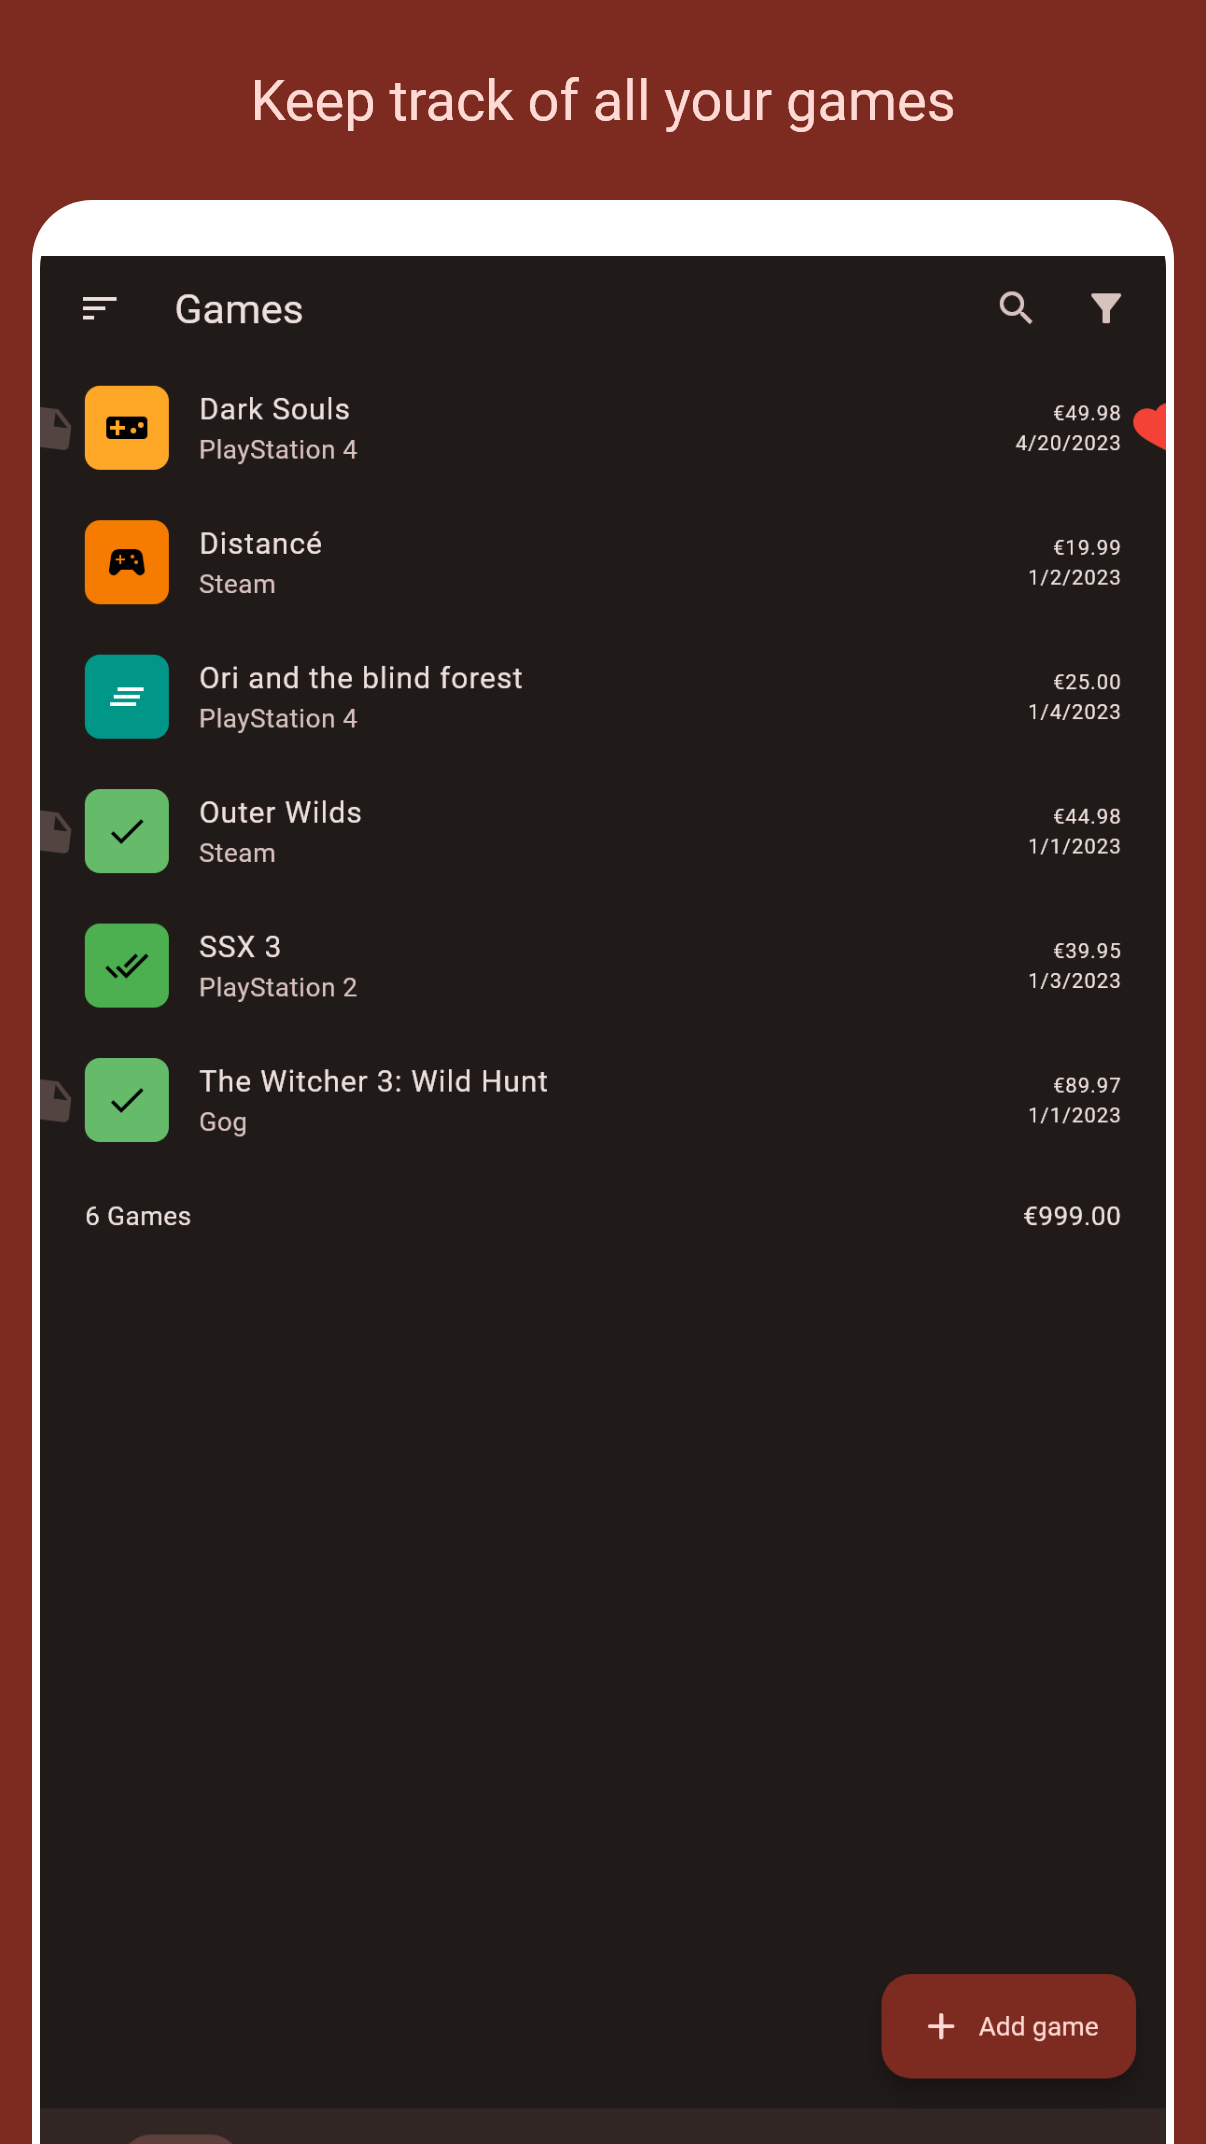 Keep track of all your games
Games
Dark Souls
PlayStation 4
€49.98
4/20/2023
Distancé
Steam
€19.99
1/2/2023
Ori and the blind forest
PlayStation 4
€25.00
1/4/2023
Outer Wilds
Steam
€44.98
1/1/2023
SSX 3
PlayStation 2
€39.95
1/3/2023
The Witcher 3: Wild Hunt
Gog
€89.97
1/1/2023
6 Games
€999.00
Add game